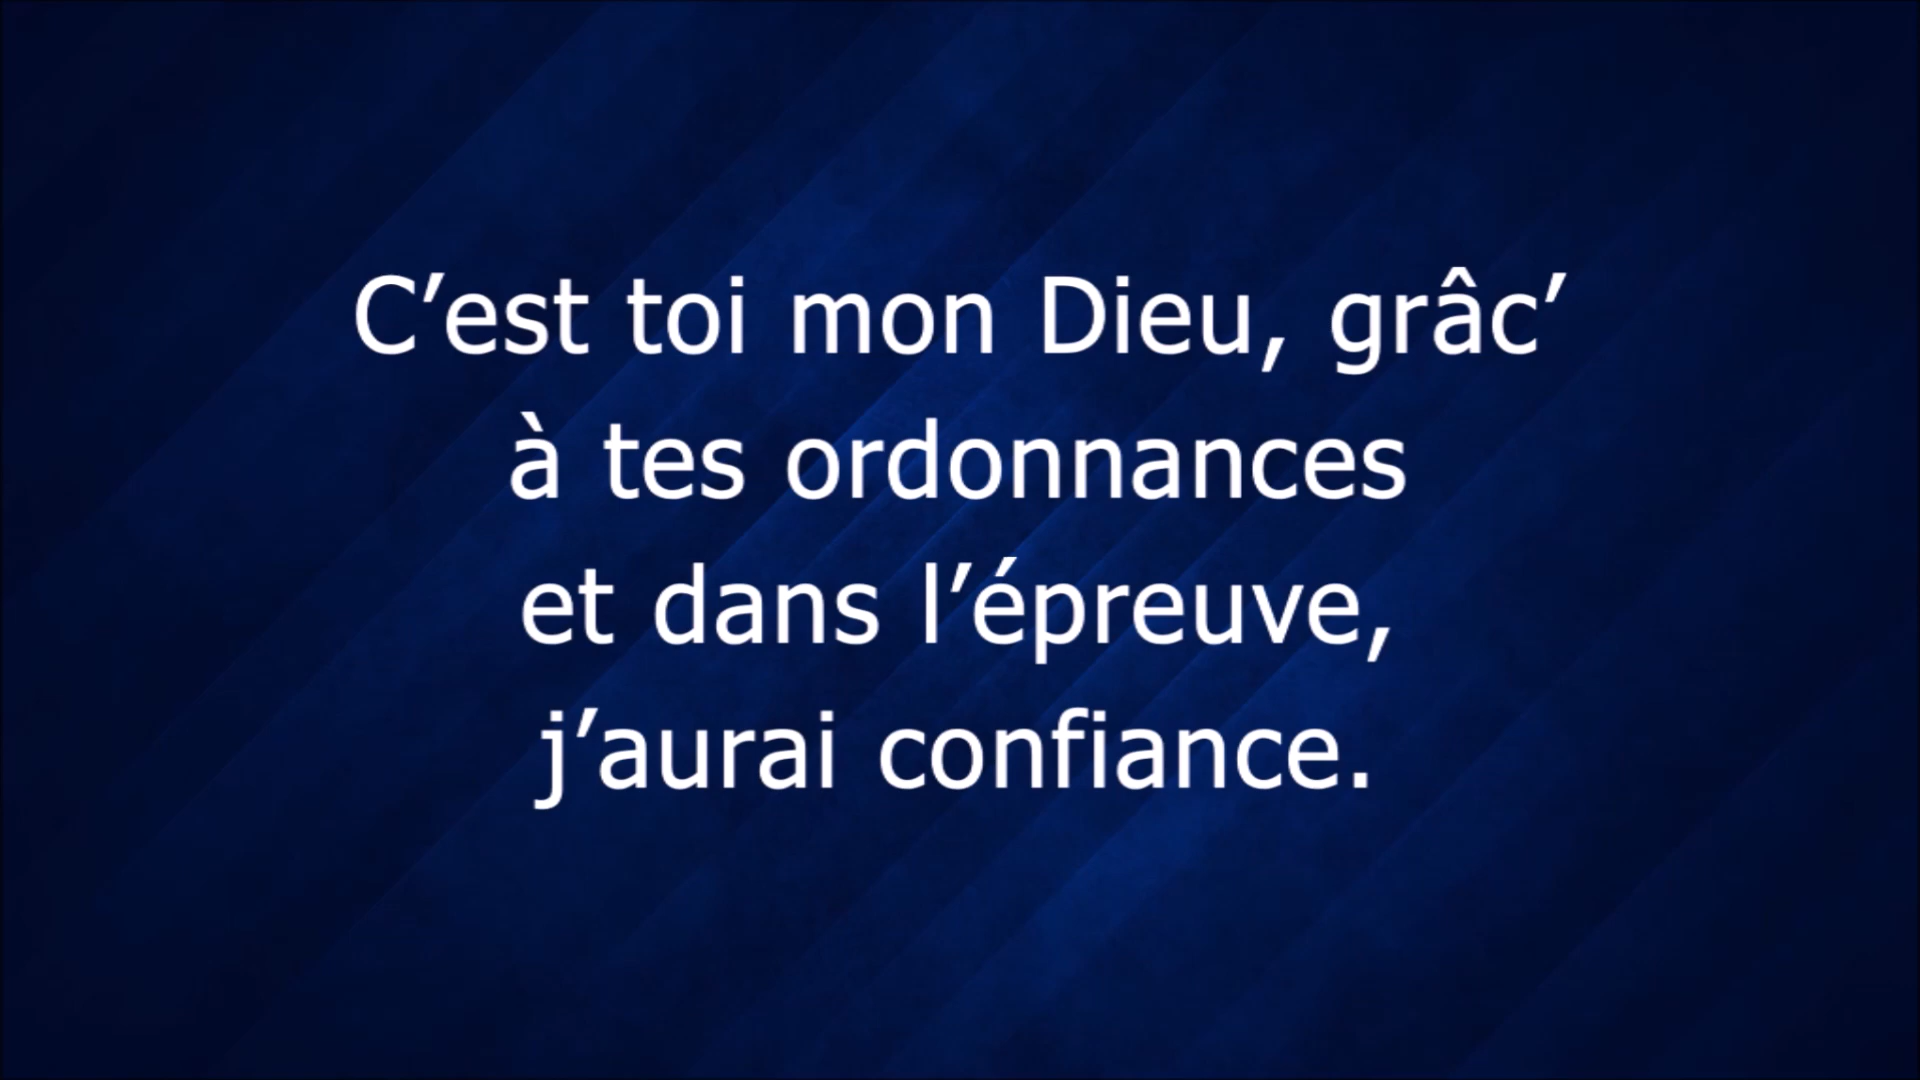 C’est toi mon Dieu, grâc’
à tes ordonnances
et dans l’épreuve,
j’aurai confiance.